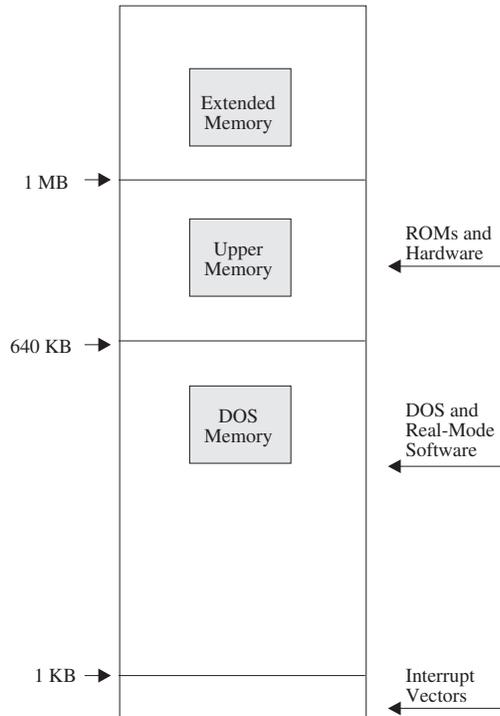 Extended
Memory
1 MB
Upper
Memory
ROMs and
Hardware
640 KB
DOS
Memory
DOS and
Real-Mode
Software
1 KB
Interrupt
Vectors